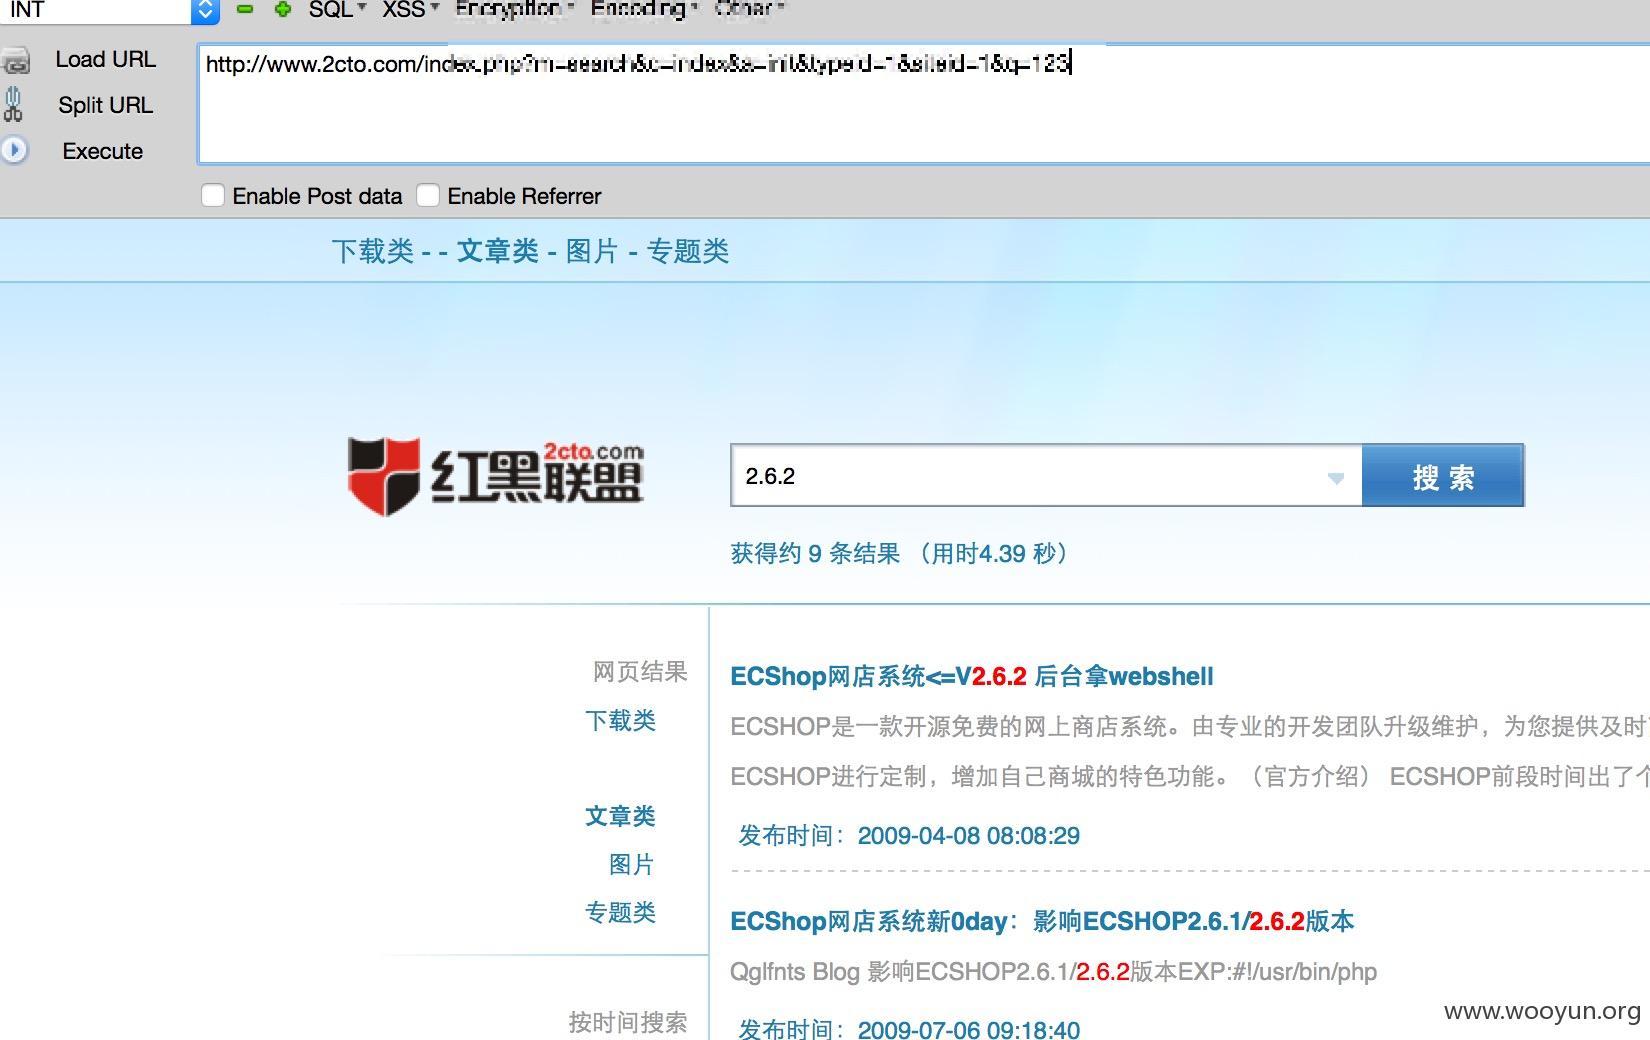 INT SQL XSS Encryption Encoding Other
Load URL
http://www.2cto.com/index.php?m=search&c=index&a=init&typeid=1&siteid=1&q=123
Split URL
Execute
Enable Post data Enable Referrer
下载类 - - 文章类 - 图片 - 专题类
红黑联盟 2cto.com
2.6.2
搜 索
获得约 9 条结果 （用时4.39 秒）
网页结果
下载类
文章类
图片
专题类
按时间搜索
ECShop网店系统<=V2.6.2 后台拿webshell
ECSHOP是一款开源免费的网上商店系统。由专业的开发团队升级维护，为您提供及时
ECSHOP进行定制，增加自己商城的特色功能。（官方介绍） ECSHOP前段时间出了个
发布时间：2009-04-08 08:08:29
ECShop网店系统新0day：影响ECSHOP2.6.1/2.6.2版本
Qglfnts Blog 影响ECSHOP2.6.1/2.6.2版本EXP:#!/usr/bin/php
发布时间：2009-07-06 09:18:40
www.wooyun.org